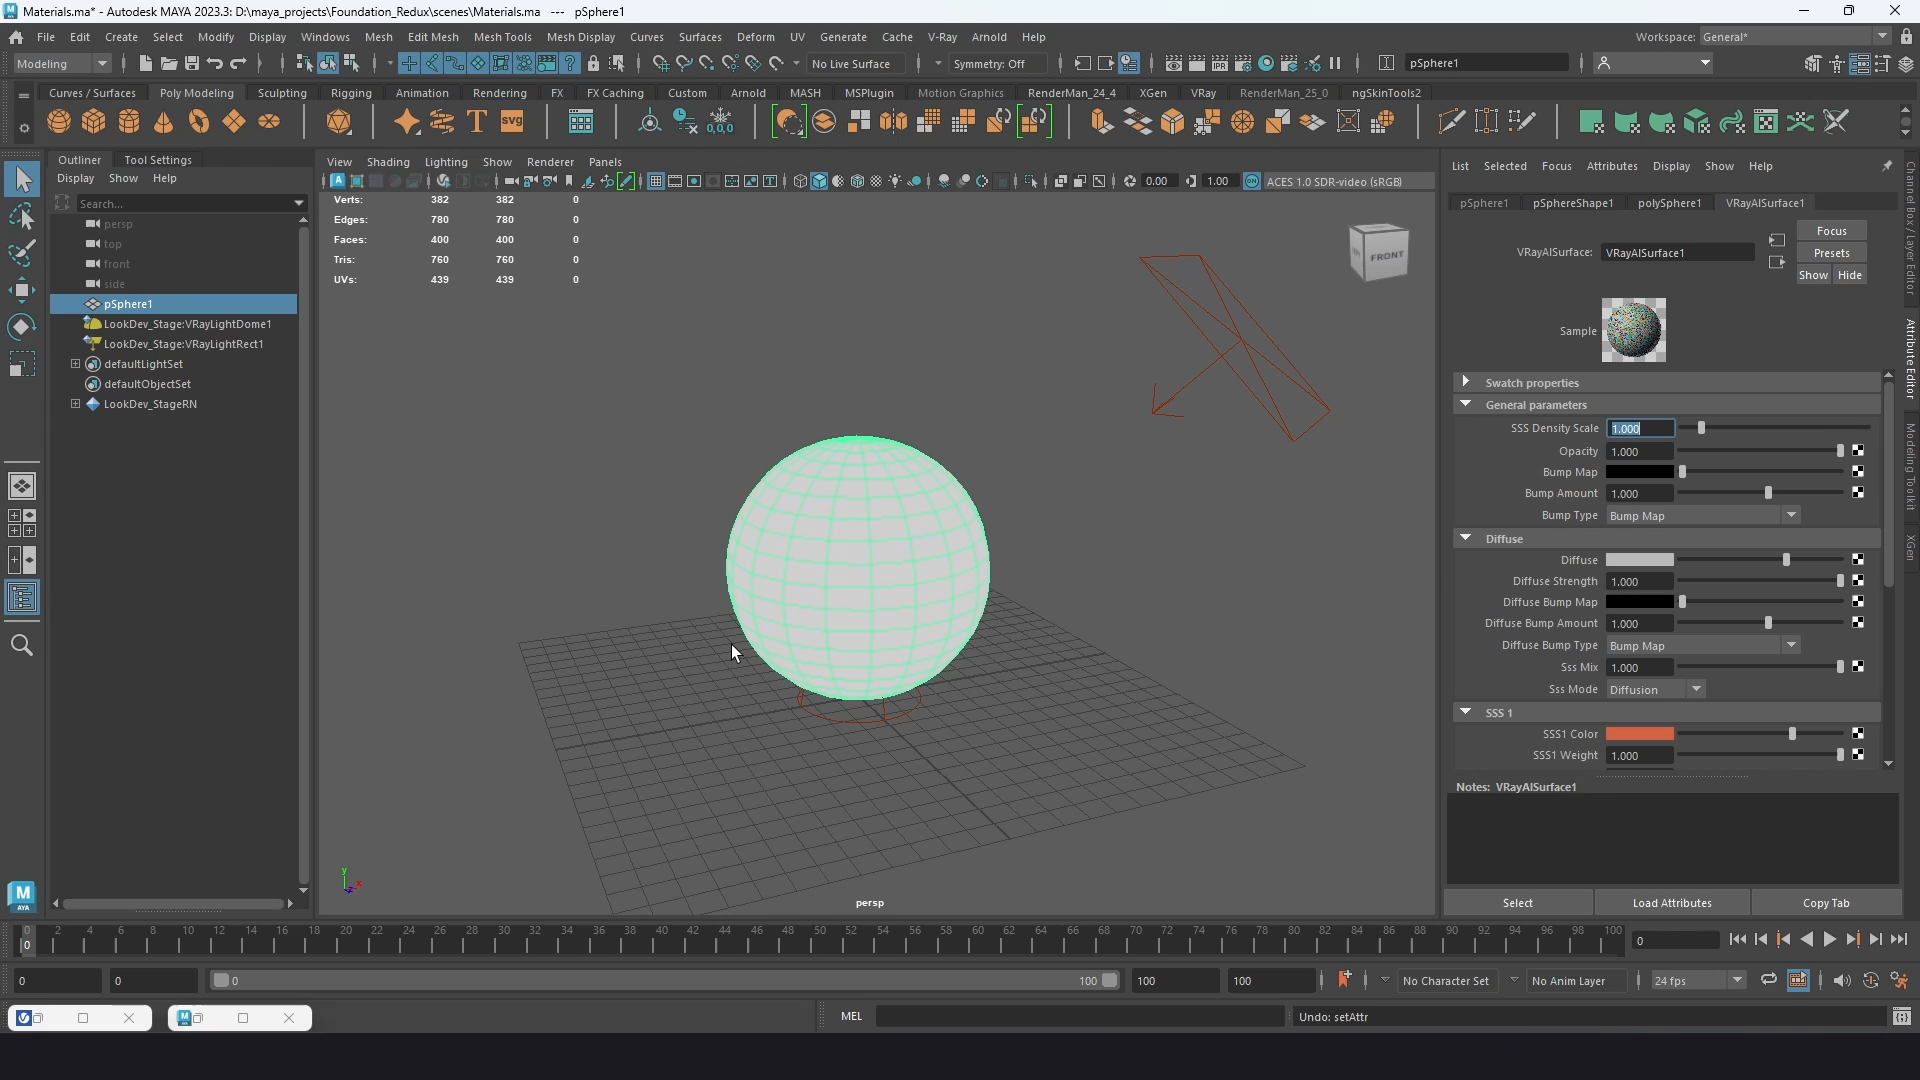 Materials.ma* - Autodesk MAYA 2023.3: D:\maya_projects\Foundation_Redux\scenes\Materials.ma --- pSphere1
File Edit Create Select Modify Display Windows Mesh Edit Mesh Mesh Tools Mesh Display Curves Surfaces Deform UV Generate Cache V-Ray Arnold Help Workspace: General*
Modeling No Live Surface Symmetry: Off pSphere1
Curves / Surfaces Poly Modeling Sculpting Rigging Animation Rendering FX FX Caching Custom Arnold MASH MSPlugin Motion Graphics RenderMan_24_4 XGen VRay RenderMan_25_0 ngSkinTools2
Outliner Tool Settings
Display Show Help
Search...
persp
top
front
side
pSphere1
LookDev_Stage:VRayLightDome1
LookDev_Stage:VRayLightRect1
defaultLightSet
defaultObjectSet
LookDev_StageRN
View Shading Lighting Show Renderer Panels
0.00 1.00 ACES 1.0 SDR-video (sRGB)
Verts: 382 382 0
Edges: 780 780 0
Faces: 400 400 0
Tris: 760 760 0
UVs: 439 439 0
FRONT
persp
y
x
List Selected Focus Attributes Display Show Help
pSphere1 pSphereShape1 polySphere1 VRayAlSurface1
VRayAlSurface: VRayAlSurface1
Focus
Presets
Show Hide
Sample
Swatch properties
General parameters
SSS Density Scale 1.000
Opacity 1.000
Bump Map
Bump Amount 1.000
Bump Type Bump Map
Diffuse
Diffuse
Diffuse Strength 1.000
Diffuse Bump Map
Diffuse Bump Amount 1.000
Diffuse Bump Type Bump Map
Sss Mix 1.000
Sss Mode Diffusion
SSS 1
SSS1 Color
SSS1 Weight 1.000
Notes: VRayAlSurface1
Select Load Attributes Copy Tab
Channel Box / Layer Editor
Attribute Editor
Modeling Toolkit
XGen
0 2 4 6 8 10 12 14 16 18 20 22 24 26 28 30 32 34 36 38 40 42 44 46 48 50 52 54 56 58 60 62 64 66 68 70 72 74 76 78 80 82 84 86 88 90 92 94 96 98 100
0 0
0 0 0 100 100 100 No Character Set No Anim Layer 24 fps
MEL Undo: setAttr